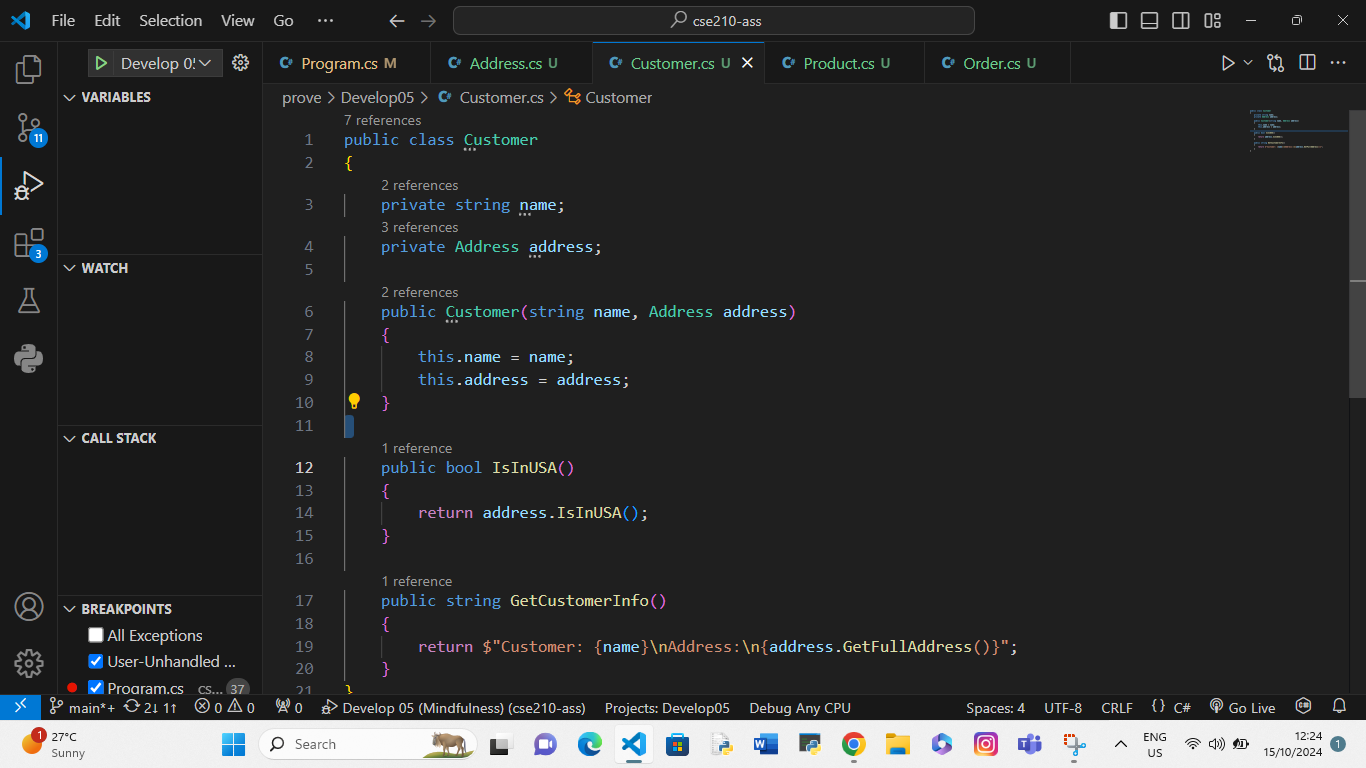 File Edit Selection View Go ··· cse210-ass
Develop 05
Program.cs M Address.cs U Customer.cs U Product.cs U Order.cs U
prove > Develop05 > Customer.cs > Customer
VARIABLES
WATCH
CALL STACK
BREAKPOINTS
All Exceptions
User-Unhandled ...
Program.cs cs... 37
11
3
7 references
1 public class Customer
2 {
2 references
3 private string name;
3 references
4 private Address address;
5
2 references
6 public Customer(string name, Address address)
7 {
8 this.name = name;
9 this.address = address;
10 }
11
1 reference
12 public bool IsInUSA()
13 {
14 return address.IsInUSA();
15 }
16
1 reference
17 public string GetCustomerInfo()
18 {
19 return $"Customer: {name}\nAddress:\n{address.GetFullAddress()}";
20 }
21 }
main*+ 2↓ 1↑ 0 0 0 Develop 05 (Mindfulness) (cse210-ass) Projects: Develop05 Debug Any CPU Spaces: 4 UTF-8 CRLF {} C# Go Live
1 27°C
Sunny
Search
ENG
US
12:24
15/10/2024
1